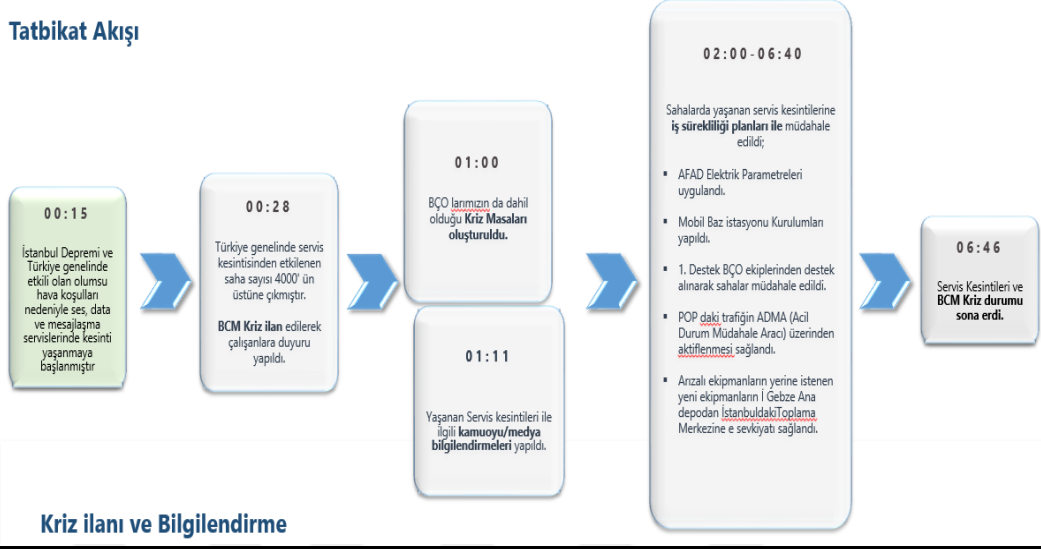 Tatbikat Akışı
00:15
İstanbul Depremi ve
Türkiye genelinde
etkili olan olumsu
hava koşulları
nedeniyle ses, data
ve mesajlaşma
servislerinde kesinti
yaşanmaya
başlanmıştır
00:28
Türkiye genelinde servis
kesintisinden etkilenen
saha sayısı 4000' ün
üstüne çıkmıştır.
BCM Kriz ilan edilerek
çalışanlara duyuru
yapıldı.
01:00
BÇO larımızın da dahil
olduğu Kriz Masaları
oluşturuldu.
01:11
Yaşanan Servis kesintileri ile
ilgili kamuoyu/medya
bilgilendirmeleri yapıldı.
02:00-06:40
Sahalarda yaşanan servis kesintilerine
iş sürekliliği planları ile müdahale
edildi;
▪ AFAD Elektrik Parametreleri
uygulandı.
▪ Mobil Baz istasyonu Kurulumları
yapıldı.
▪ 1. Destek BÇO ekiplerinden destek
alınarak sahalar müdahale edildi.
▪ POP daki trafiğin ADMA (Acil
Durum Müdahale Aracı) üzerinden
aktiflenmesi sağlandı.
▪ Arızalı ekipmanların yerine istenen
yeni ekipmanların İ Gebze Ana
depodan İstanbuldakiToplama
Merkezine e sevkiyatı sağlandı.
06:46
Servis Kesintileri ve
BCM Kriz durumu
sona erdi.
Kriz ilanı ve Bilgilendirme